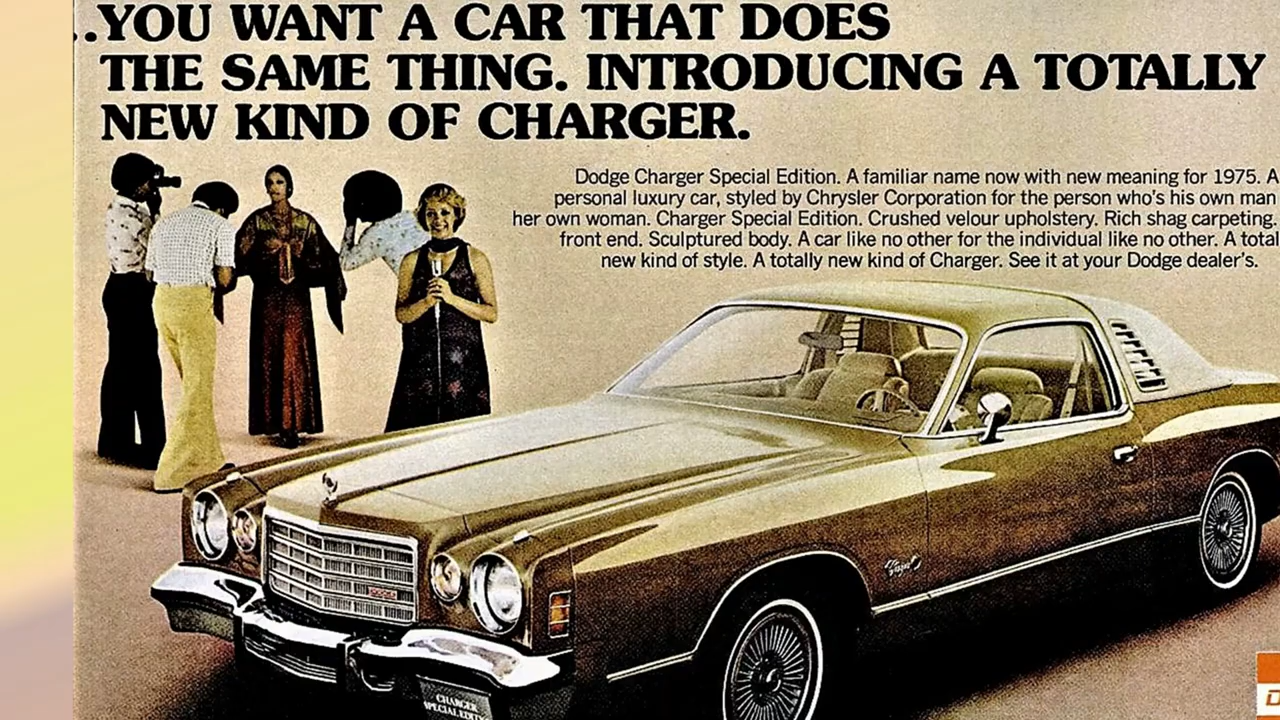 ..YOU WANT A CAR THAT DOES
THE SAME THING. INTRODUCING A TOTALLY
NEW KIND OF CHARGER.
Dodge Charger Special Edition. A familiar name now with new meaning for 1975. A
personal luxury car, styled by Chrysler Corporation for the person who's his own man
her own woman. Charger Special Edition. Crushed velour upholstery. Rich shag carpeting.
front end. Sculptured body. A car like no other for the individual like no other. A total
new kind of style. A totally new kind of Charger. See it at your Dodge dealer's.
CHARGER
SPECIAL EDITI
D